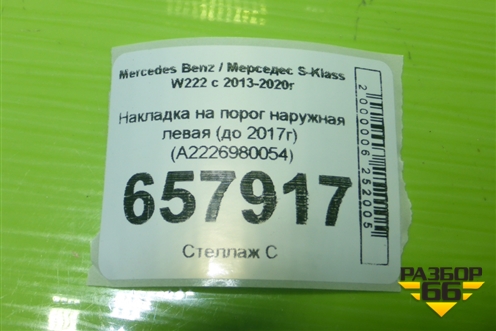 Mercedes Benz / Мерседес S-Klass
W222 с 2013-2020г
Накладка на порог наружная
левая (до 2017г)
(A2226980054)
657917
Стеллаж С
2000006252005
РАЗБОР
66